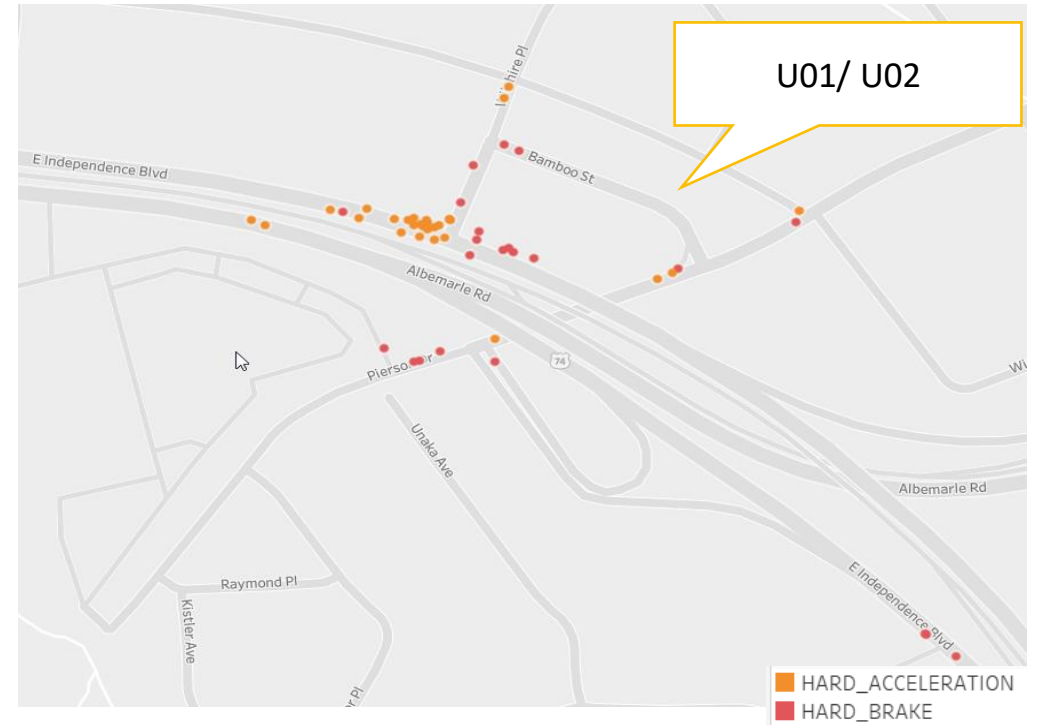 U01/ U02
E Independence Blvd
Bamboo St
Albemarle Rd
74
Unaka Ave
Albemarle Rd
E Independence Blvd
Raymond Pl
Kistler Ave
Pl
HARD_ACCELERATION
HARD_BRAKE